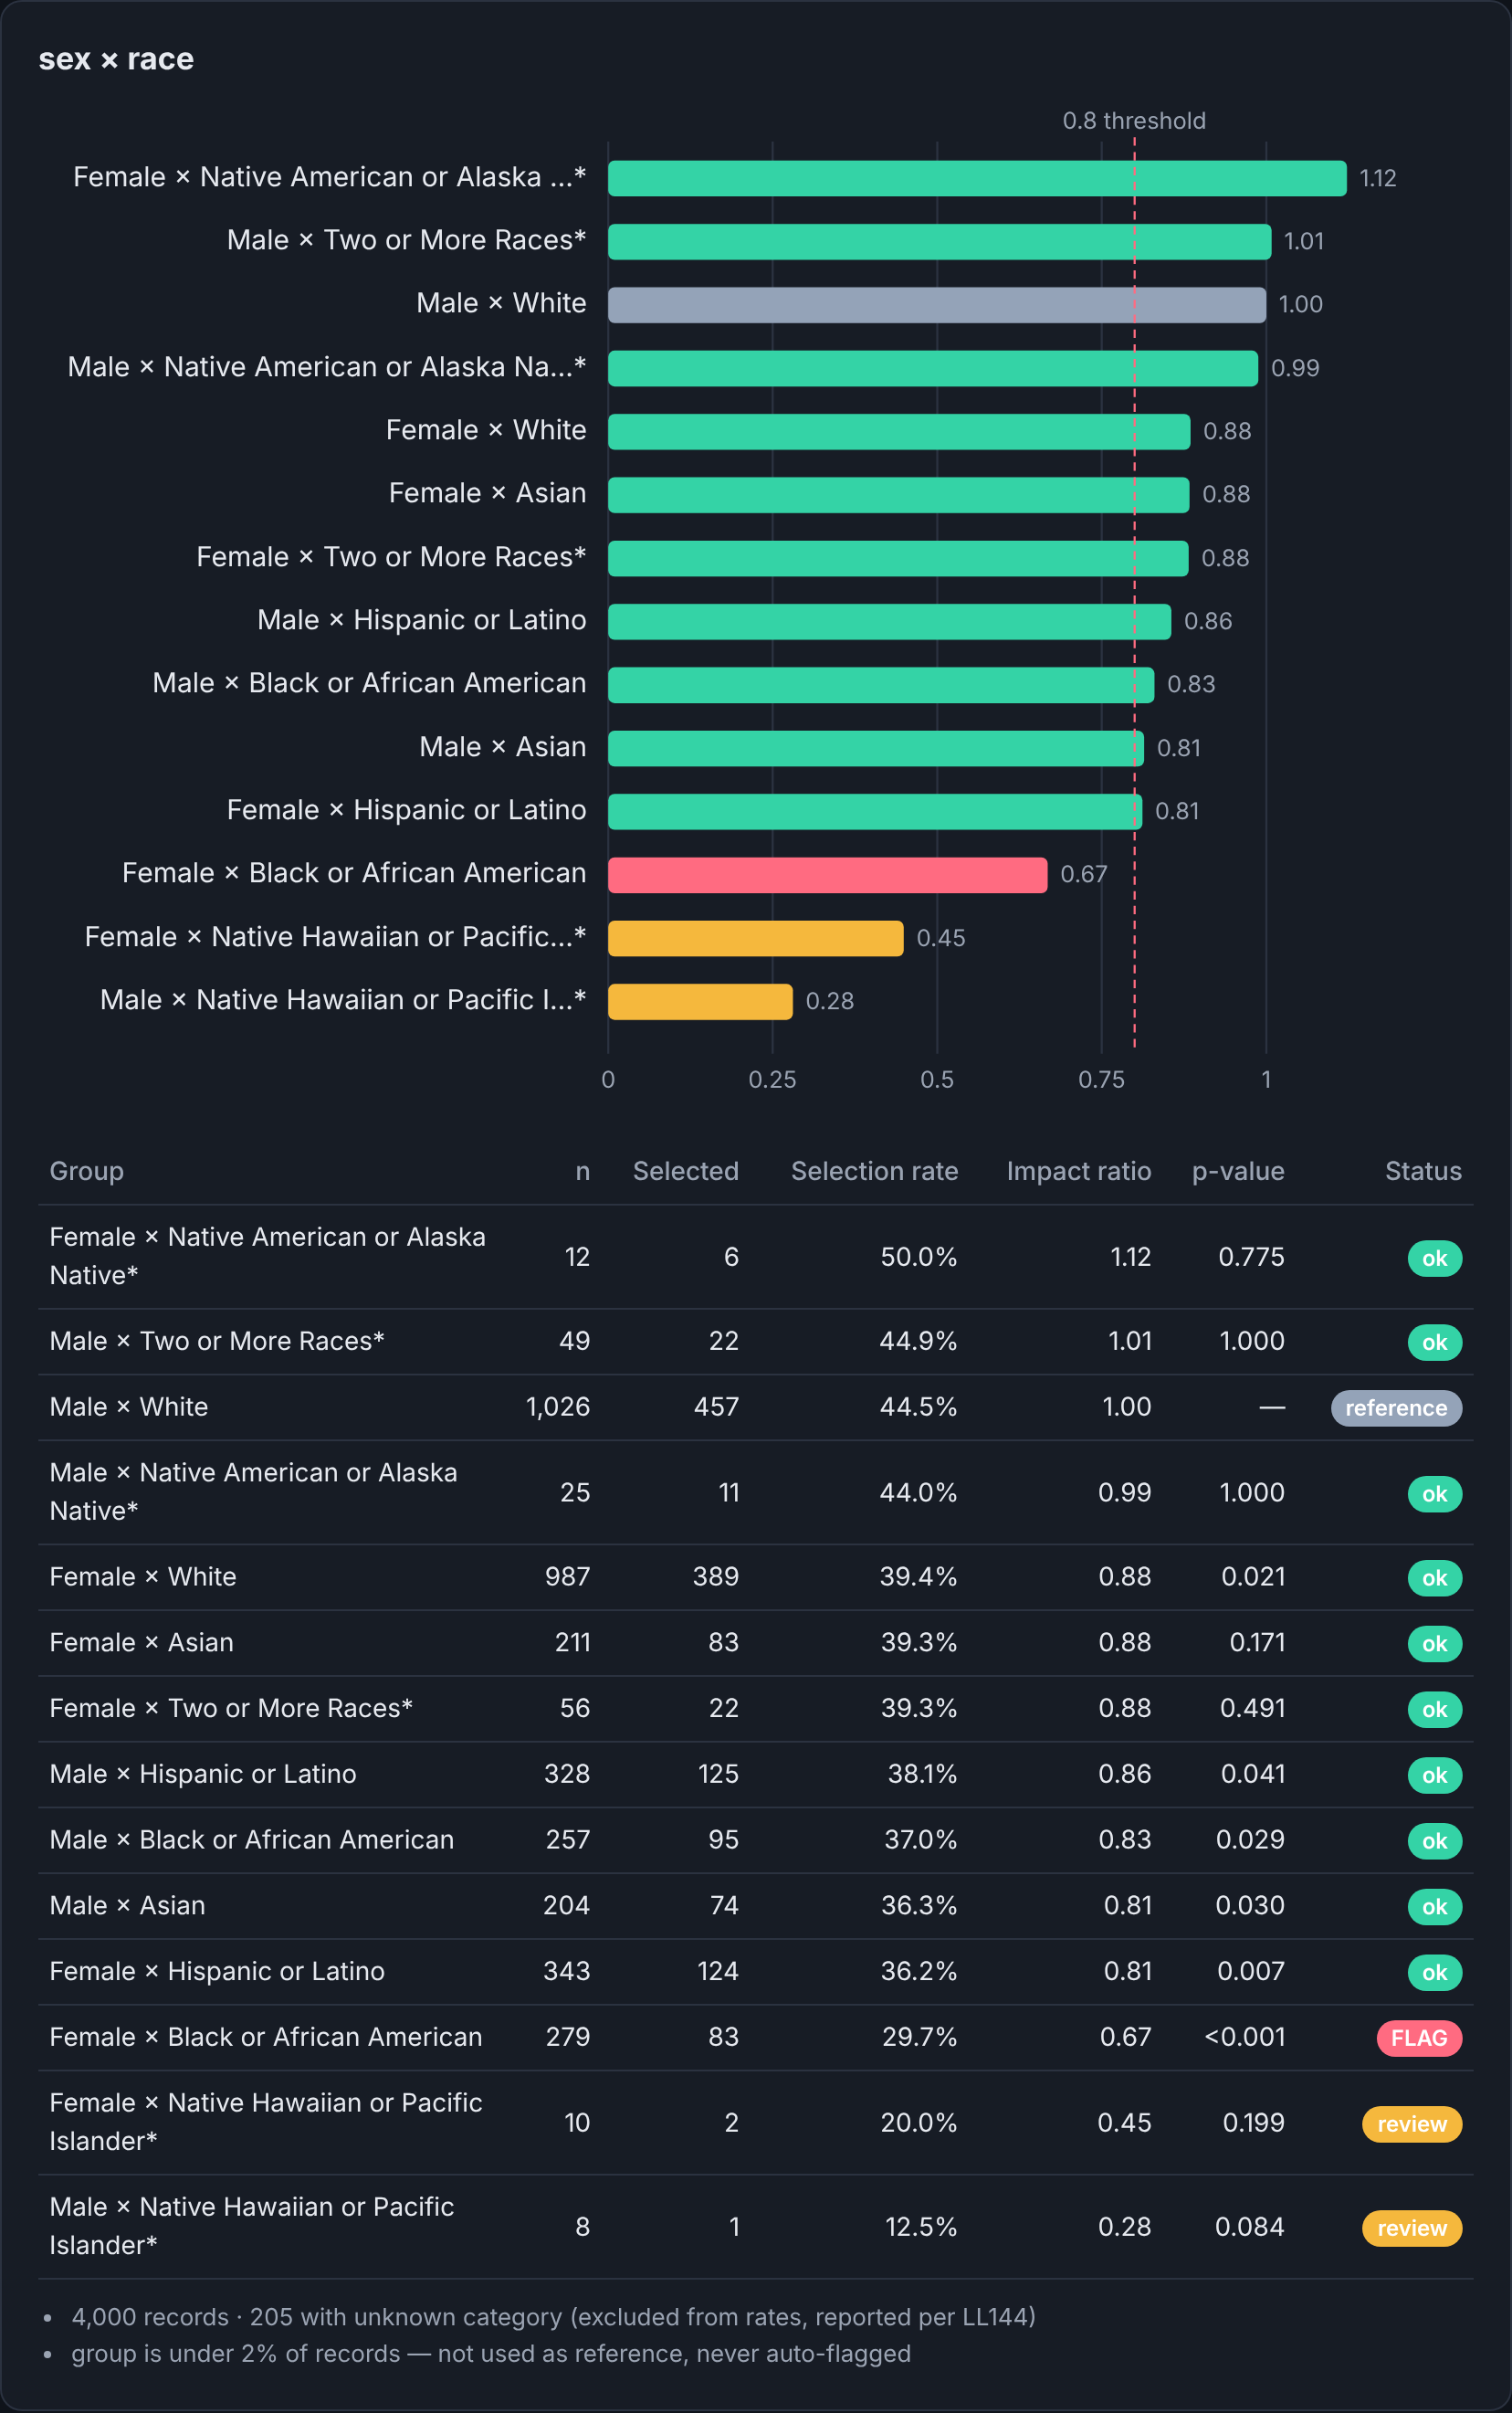 sex × race
0.8 threshold
Female × Native American or Alaska ...* 1.12
Male × Two or More Races* 1.01
Male × White 1.00
Male × Native American or Alaska Na...* 0.99
Female × White 0.88
Female × Asian 0.88
Female × Two or More Races* 0.88
Male × Hispanic or Latino 0.86
Male × Black or African American 0.83
Male × Asian 0.81
Female × Hispanic or Latino 0.81
Female × Black or African American 0.67
Female × Native Hawaiian or Pacific...* 0.45
Male × Native Hawaiian or Pacific I...* 0.28
0 0.25 0.5 0.75 1
Group n Selected Selection rate Impact ratio p-value Status
Female × Native American or Alaska
Native* 12 6 50.0% 1.12 0.775 ok
Male × Two or More Races* 49 22 44.9% 1.01 1.000 ok
Male × White 1,026 457 44.5% 1.00 — reference
Male × Native American or Alaska
Native* 25 11 44.0% 0.99 1.000 ok
Female × White 987 389 39.4% 0.88 0.021 ok
Female × Asian 211 83 39.3% 0.88 0.171 ok
Female × Two or More Races* 56 22 39.3% 0.88 0.491 ok
Male × Hispanic or Latino 328 125 38.1% 0.86 0.041 ok
Male × Black or African American 257 95 37.0% 0.83 0.029 ok
Male × Asian 204 74 36.3% 0.81 0.030 ok
Female × Hispanic or Latino 343 124 36.2% 0.81 0.007 ok
Female × Black or African American 279 83 29.7% 0.67 <0.001 FLAG
Female × Native Hawaiian or Pacific
Islander* 10 2 20.0% 0.45 0.199 review
Male × Native Hawaiian or Pacific
Islander* 8 1 12.5% 0.28 0.084 review
• 4,000 records · 205 with unknown category (excluded from rates, reported per LL144)
• group is under 2% of records — not used as reference, never auto-flagged